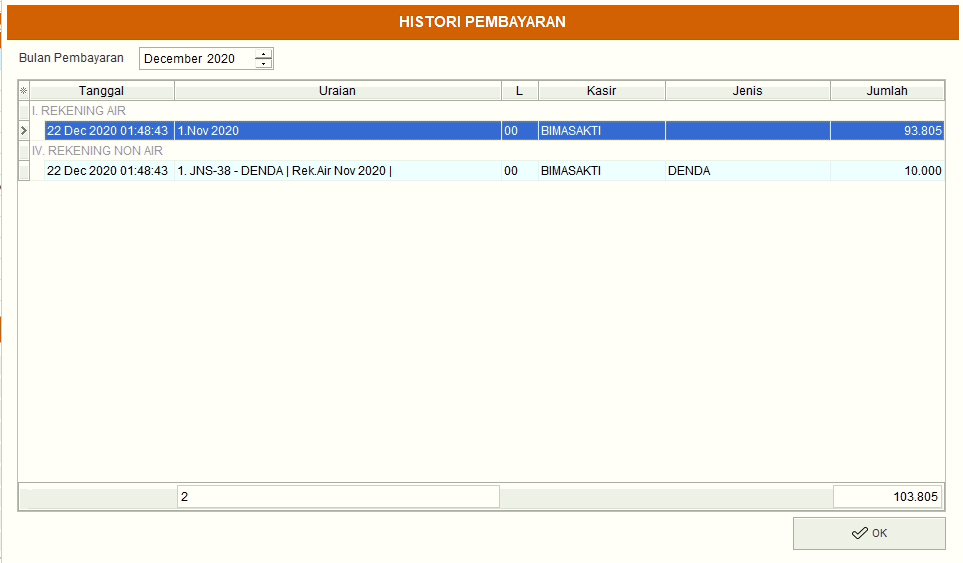 HISTORI PEMBAYARAN
Bulan Pembayaran December 2020
Tanggal Uraian L Kasir Jenis Jumlah
I. REKENING AIR
22 Dec 2020 01:48:43 1.Nov 2020 00 BIMASAKTI 93.805
IV. REKENING NON AIR
22 Dec 2020 01:48:43 1. JNS-38 - DENDA | Rek.Air Nov 2020 | 00 BIMASAKTI DENDA 10.000
2 103.805
OK